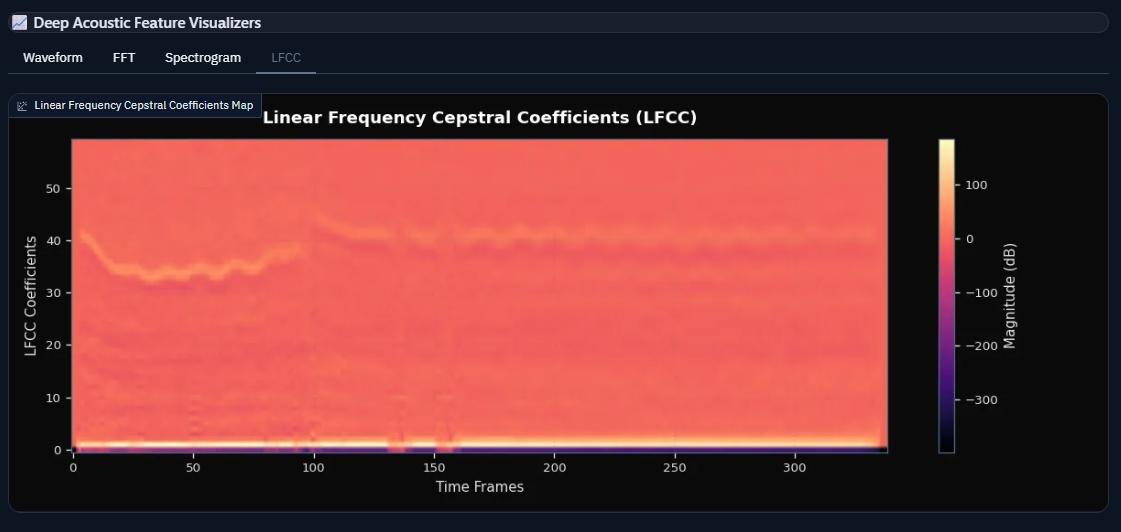 Deep Acoustic Feature Visualizers
Waveform FFT Spectrogram LFCC
Linear Frequency Cepstral Coefficients Map
Linear Frequency Cepstral Coefficients (LFCC)
LFCC Coefficients
50
40
30
20
10
0
0 50 100 150 200 250 300
Time Frames
100
0
−100
−200
−300
Magnitude (dB)